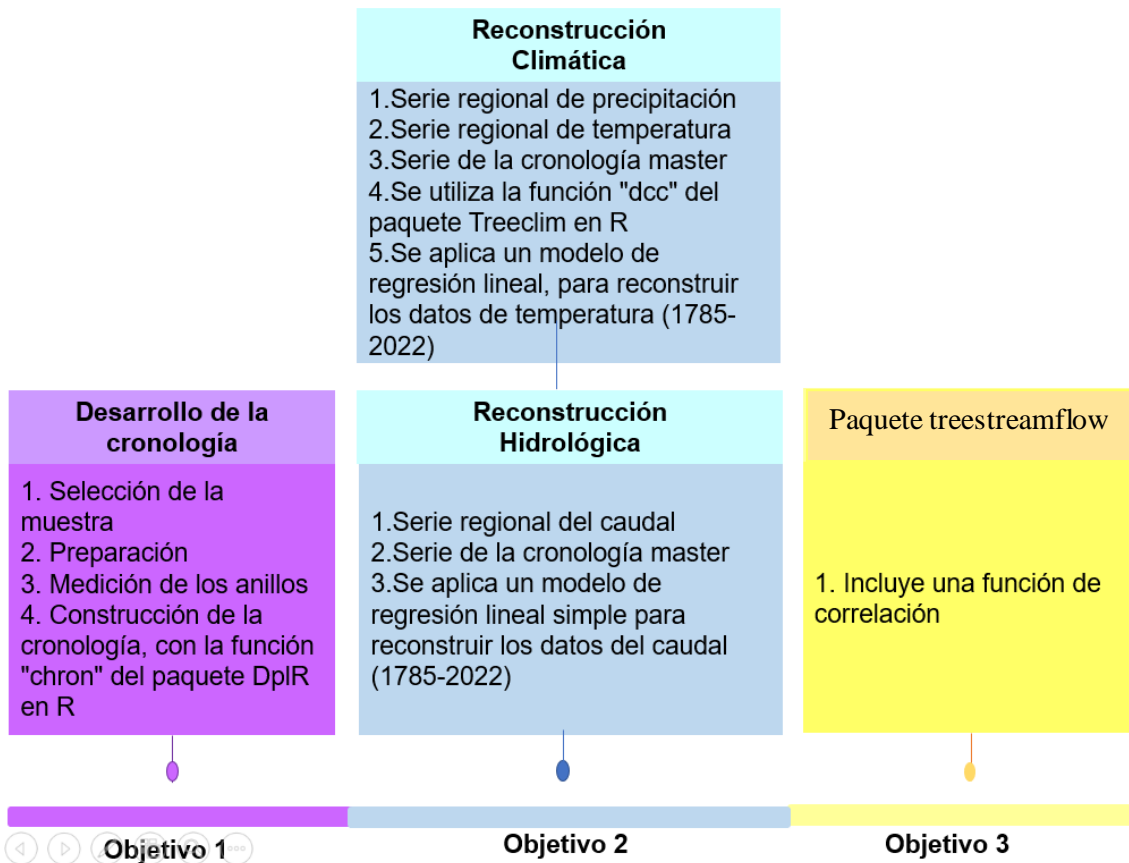 Reconstrucción
Climática
1.Serie regional de precipitación
2.Serie regional de temperatura
3.Serie de la cronología master
4.Se utiliza la función "dcc" del
paquete Treeclim en R
5.Se aplica un modelo de
regresión lineal, para reconstruir
los datos de temperatura (1785-
2022)
Desarrollo de la
cronología
1. Selección de la
muestra
2. Preparación
3. Medición de los anillos
4. Construcción de la
cronología, con la función
"chron" del paquete DplR
en R
Reconstrucción
Hidrológica
1.Serie regional del caudal
2.Serie de la cronología master
3.Se aplica un modelo de
regresión lineal simple para
reconstruir los datos del caudal
(1785-2022)
Paquete treestreamflow
1. Incluye una función de
correlación
Objetivo 1
Objetivo 2
Objetivo 3